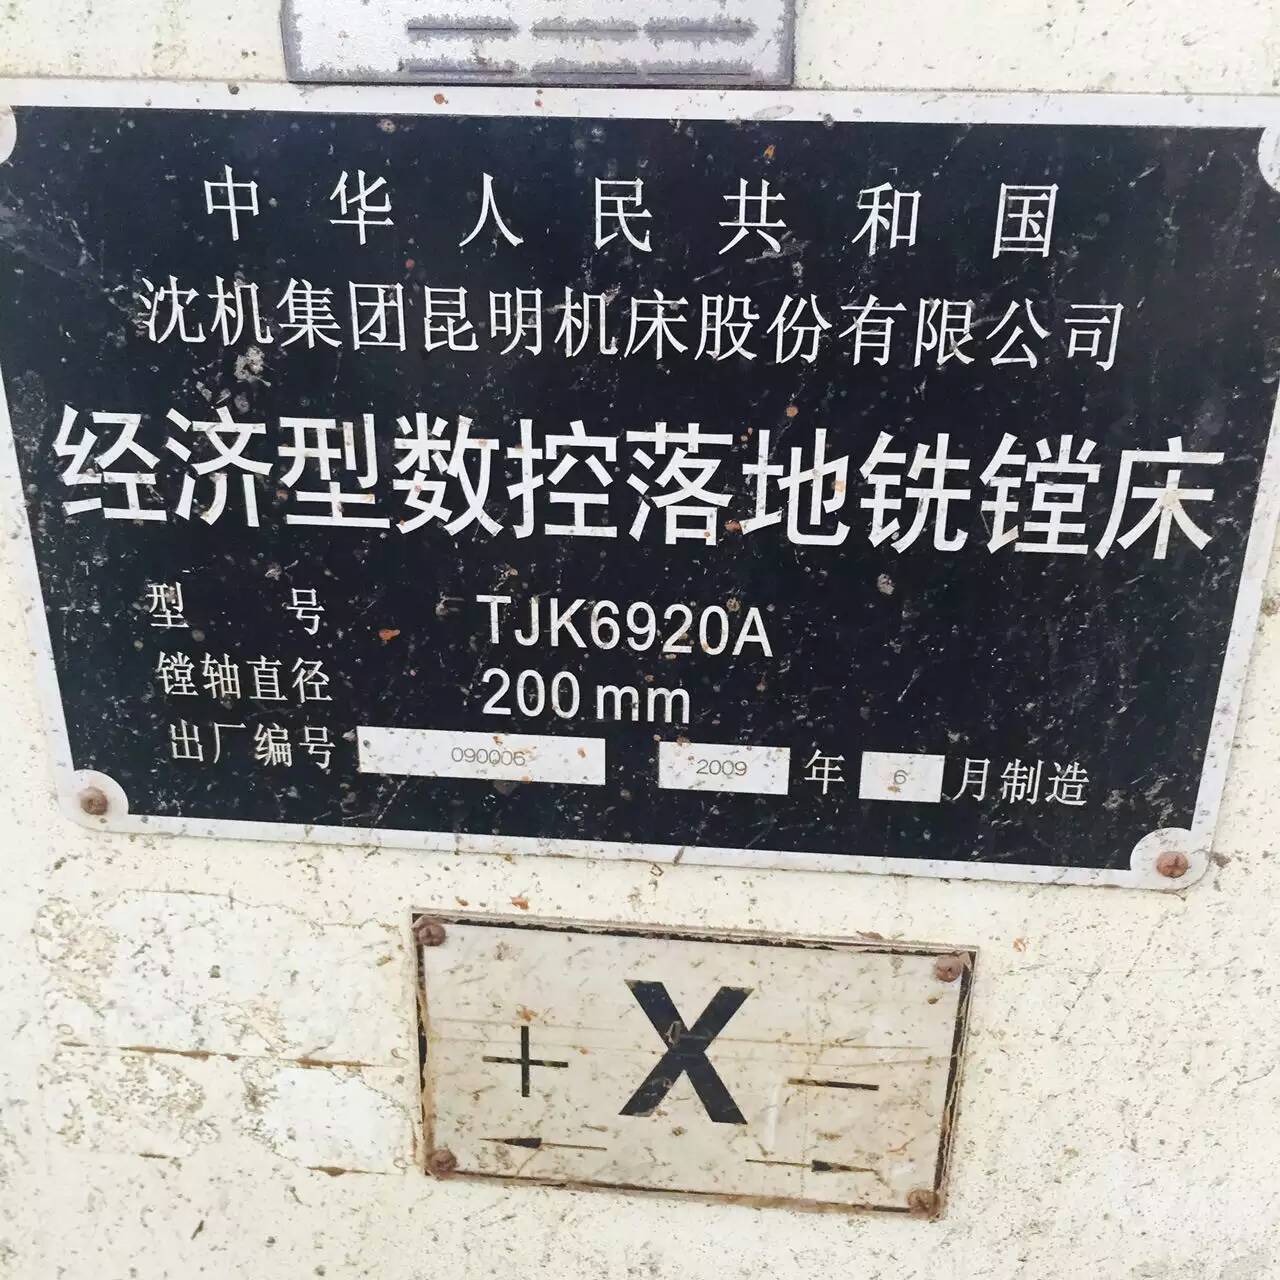 中华人民共和国
沈机集团昆明机床股份有限公司
经济型数控落地铣镗床
型 号 TJK6920A
镗轴直径 200mm
出厂编号 090006 2009 年 6 月制造
+ X −